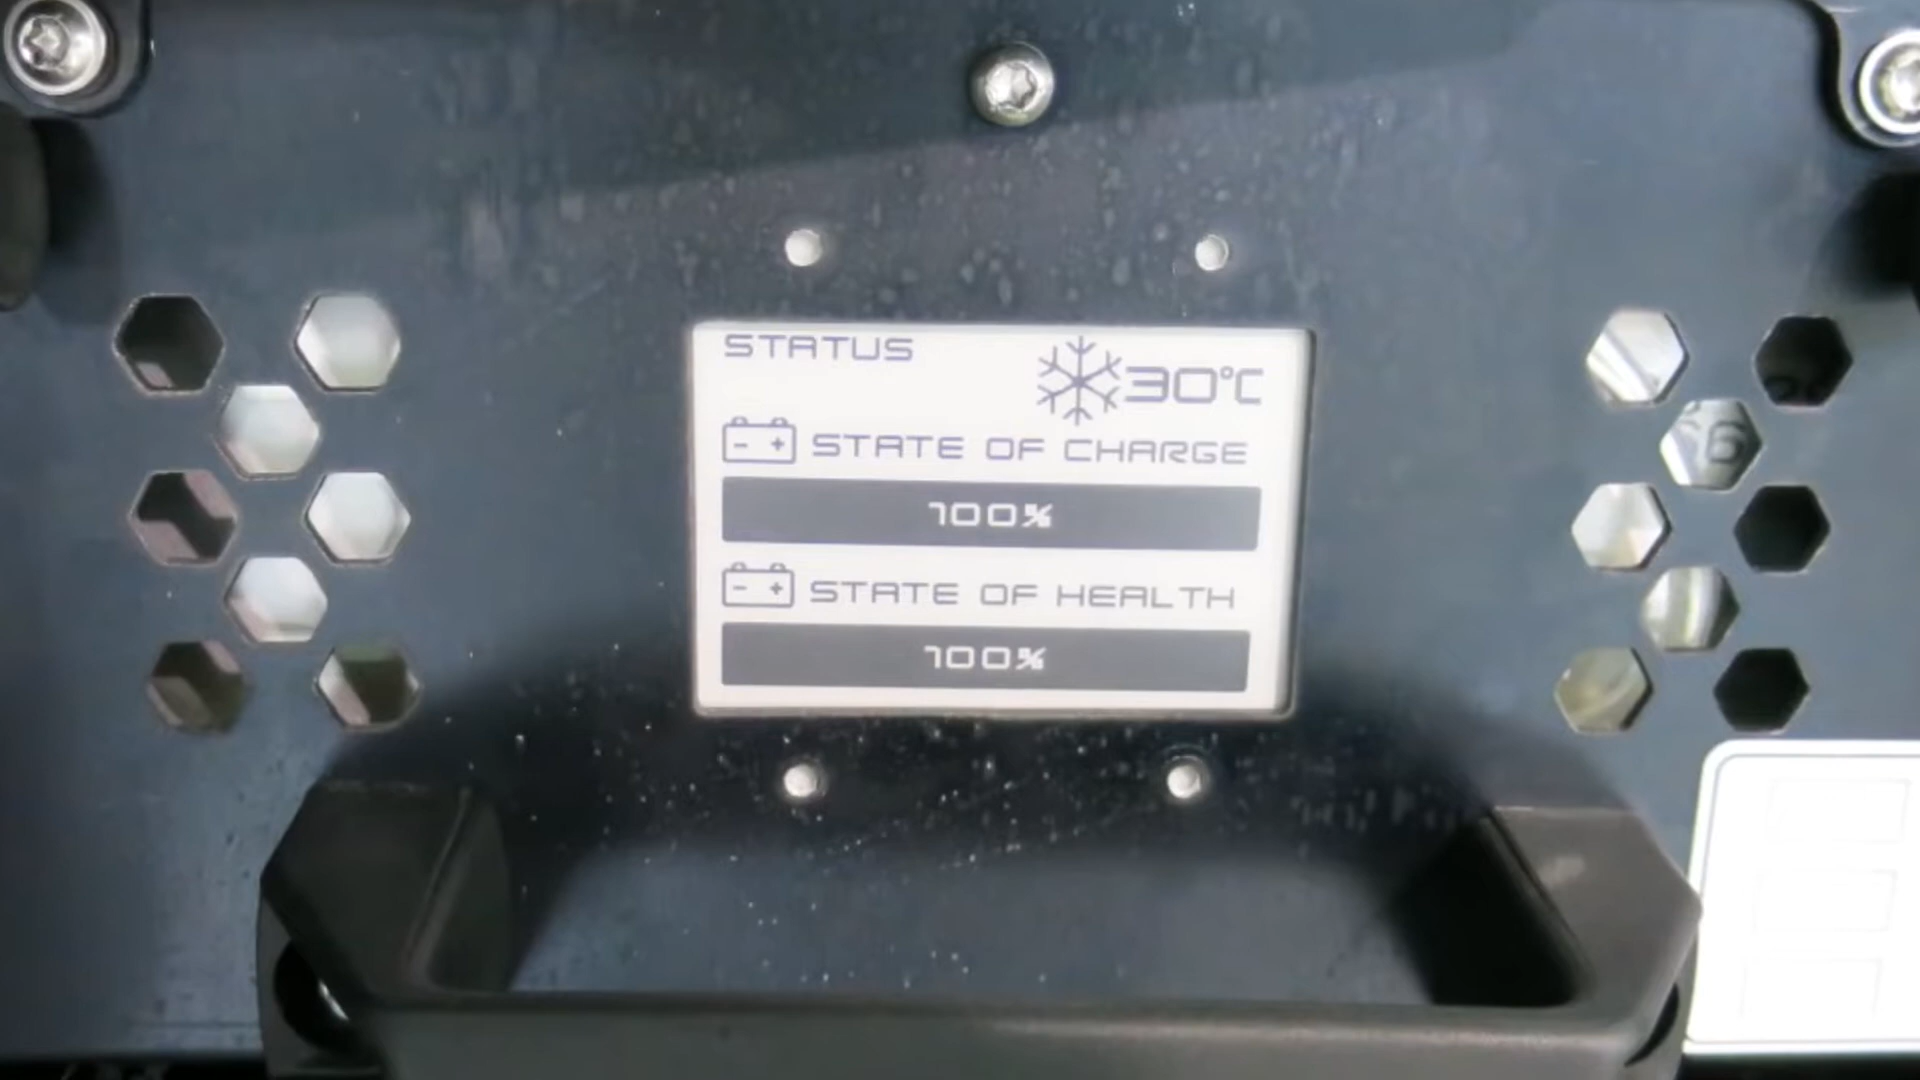 STATUS
30°C
- + STATE OF CHARGE
100%
- + STATE OF HEALTH
100%